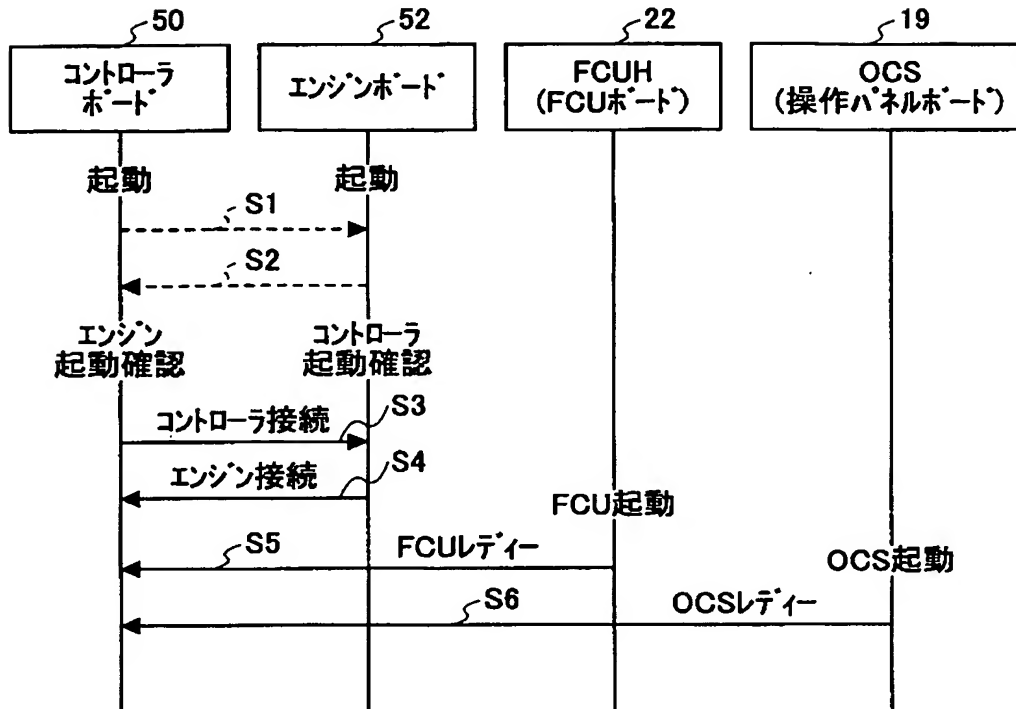 50
52
22
19
コントローラ
ボード
エンジンボード
FCUH
(FCUボード)
OCS
(操作パネルボード)
起動
起動
S1
S2
エンジン
起動確認
コントローラ
起動確認
コントローラ接続
S3
エンジン接続
S4
FCU起動
S5
FCUレディー
OCS起動
S6
OCSレディー